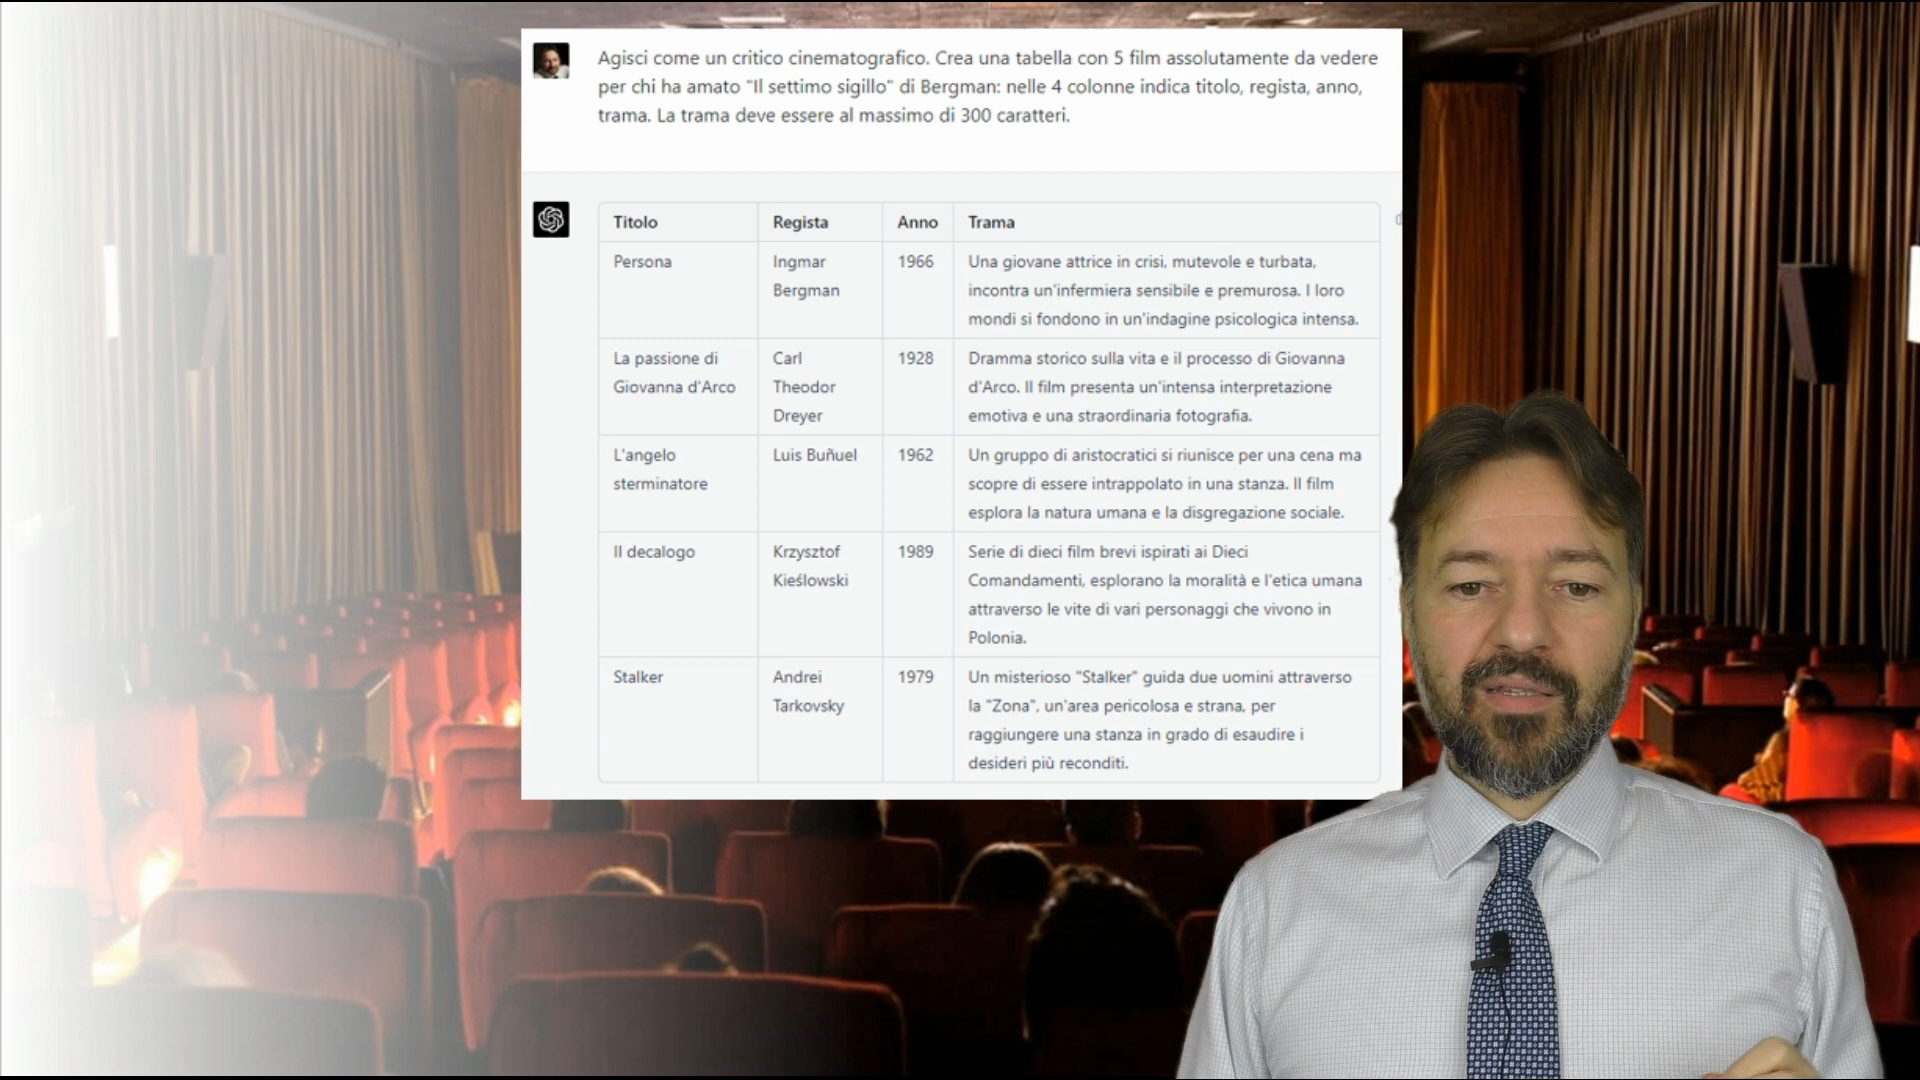 Agisci come un critico cinematografico. Crea una tabella con 5 film assolutamente da vedere
per chi ha amato "Il settimo sigillo" di Bergman: nelle 4 colonne indica titolo, regista, anno,
trama. La trama deve essere al massimo di 300 caratteri.
Titolo
Regista
Anno
Trama
Persona
Ingmar
Bergman
1966
Una giovane attrice in crisi, mutevole e turbata,
incontra un'infermiera sensibile e premurosa. I loro
mondi si fondono in un'indagine psicologica intensa.
La passione di
Giovanna d'Arco
Carl
Theodor
Dreyer
1928
Dramma storico sulla vita e il processo di Giovanna
d'Arco. Il film presenta un'intensa interpretazione
emotiva e una straordinaria fotografia.
L'angelo
sterminatore
Luis Buñuel
1962
Un gruppo di aristocratici si riunisce per una cena ma
scopre di essere intrappolato in una stanza. Il film
esplora la natura umana e la disgregazione sociale.
Il decalogo
Krzysztof
Kieślowski
1989
Serie di dieci film brevi ispirati ai Dieci
Comandamenti, esplorano la moralità e l'etica umana
attraverso le vite di vari personaggi che vivono in
Polonia.
Stalker
Andrei
Tarkovsky
1979
Un misterioso "Stalker" guida due uomini attraverso
la "Zona", un'area pericolosa e strana, per
raggiungere una stanza in grado di esaudire i
desideri più reconditi.